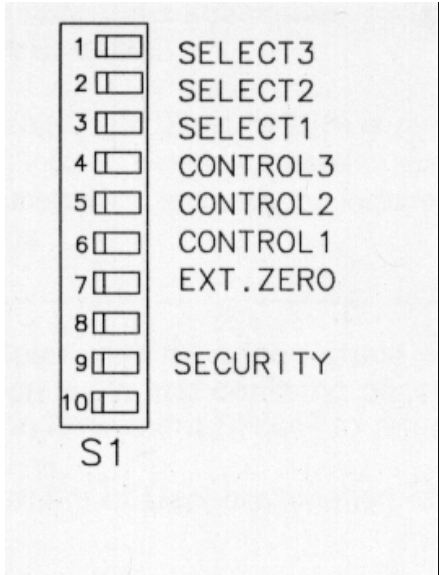 1 SELECT3
2 SELECT2
3 SELECT1
4 CONTROL3
5 CONTROL2
6 CONTROL1
7 EXT.ZERO
8
9 SECURITY
10
S1